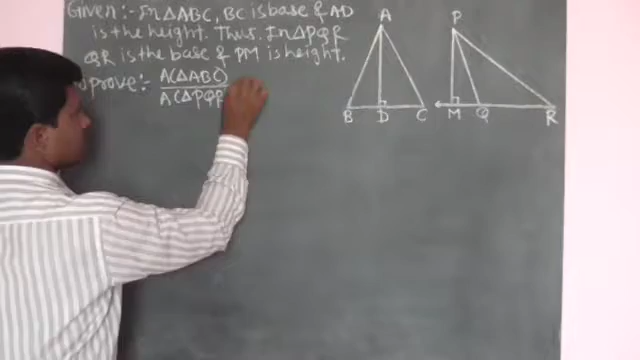 Given:- In △ABC, BC is base & AD
is the height. Thus. In △PQR
QR is the base & PM is height.
prove:- A(△ABC)
A(△PQR
A
B D C
P
M Q R